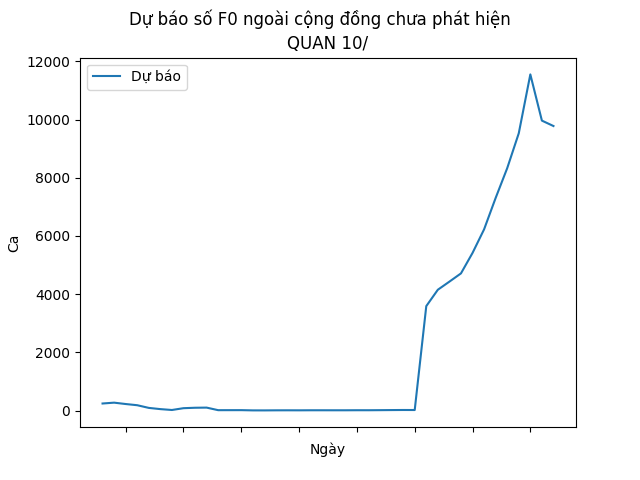 Dự báo số F0 ngoài cộng đồng chưa phát hiện
QUAN 10/
Dự báo
12000
10000
8000
6000
4000
2000
0
Ca
Ngày